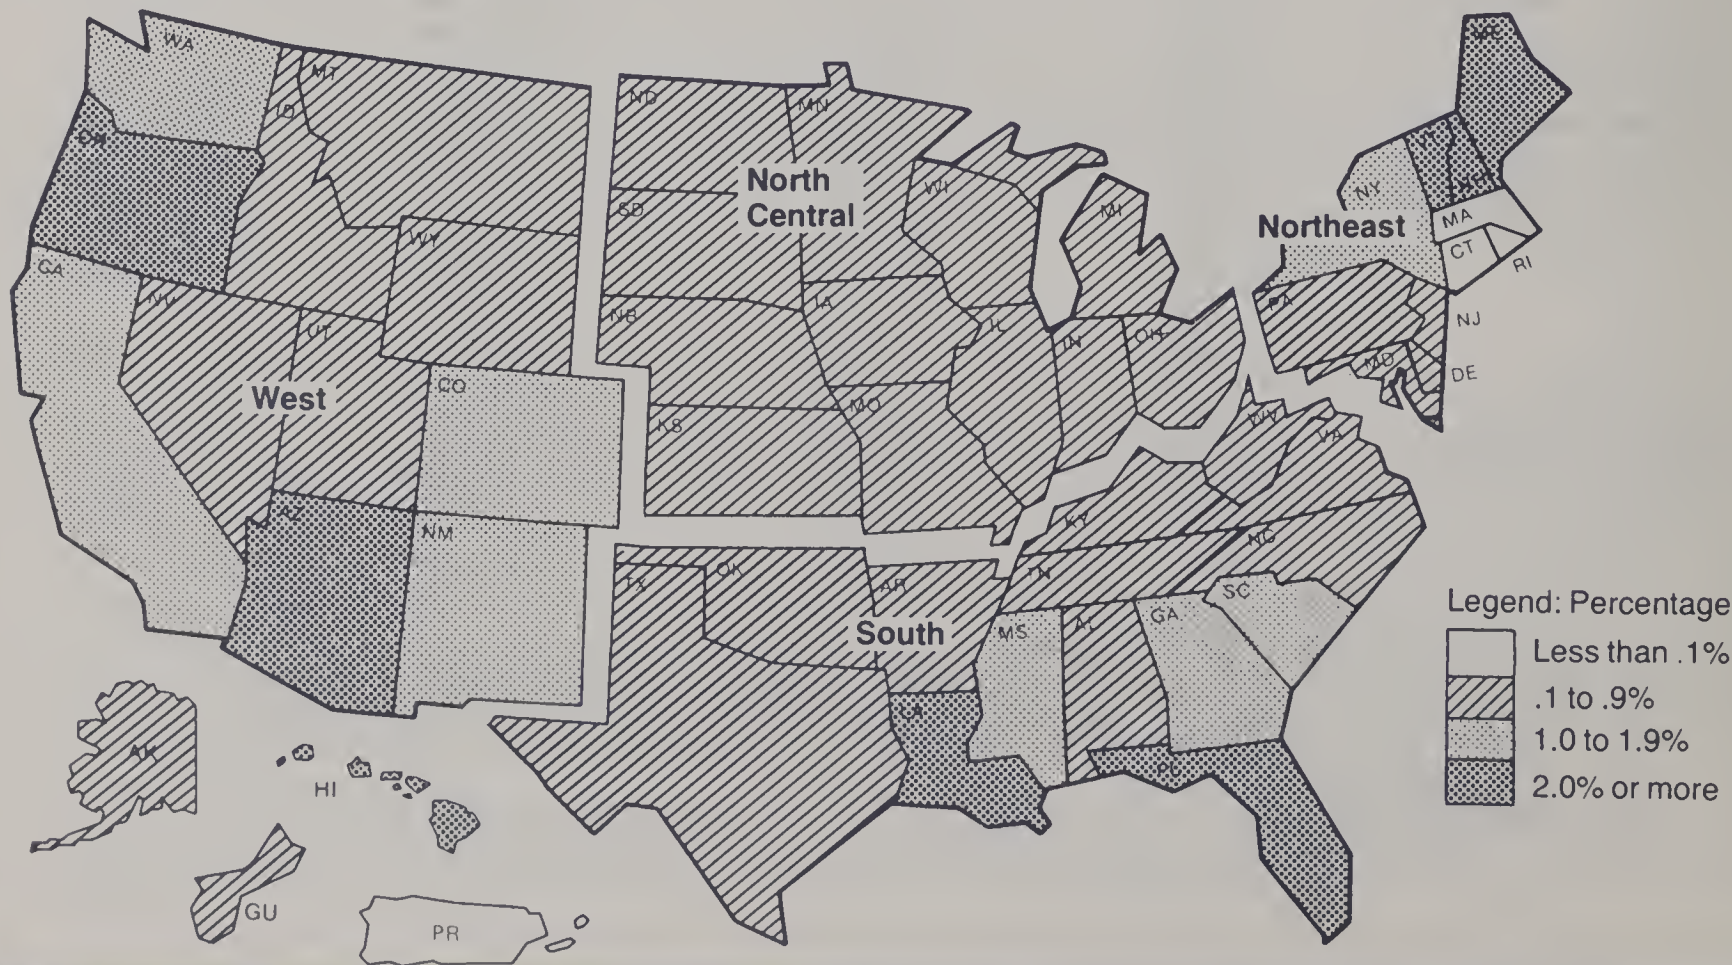 WA
MT
ID
OR
ND
MN
ME
VT
NH
NY
MA
CT
RI
Northeast
North
Central
WI
MI
SD
WY
CA
NV
UT
NB
IA
IL
IN
OH
PA
NJ
MD
DE
West
CO
KS
MO
WV
VA
AZ
NM
KY
NC
TX
OK
AR
TN
South
MS
AL
GA
SC
LA
FL
AK
HI
GU
PR
Legend: Percentage
Less than .1%
.1 to .9%
1.0 to 1.9%
2.0% or more